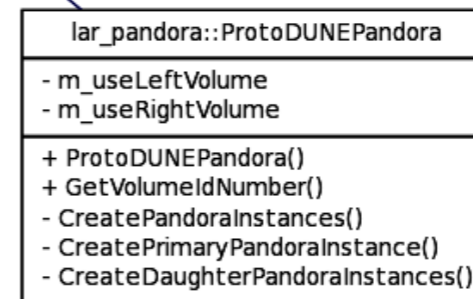 lar_pandora::ProtoDUNEPandora
- m_useLeftVolume
- m_useRightVolume
+ ProtoDUNEPandora()
+ GetVolumeIdNumber()
- CreatePandoraInstances()
- CreatePrimaryPandoraInstance()
- CreateDaughterPandoraInstances()